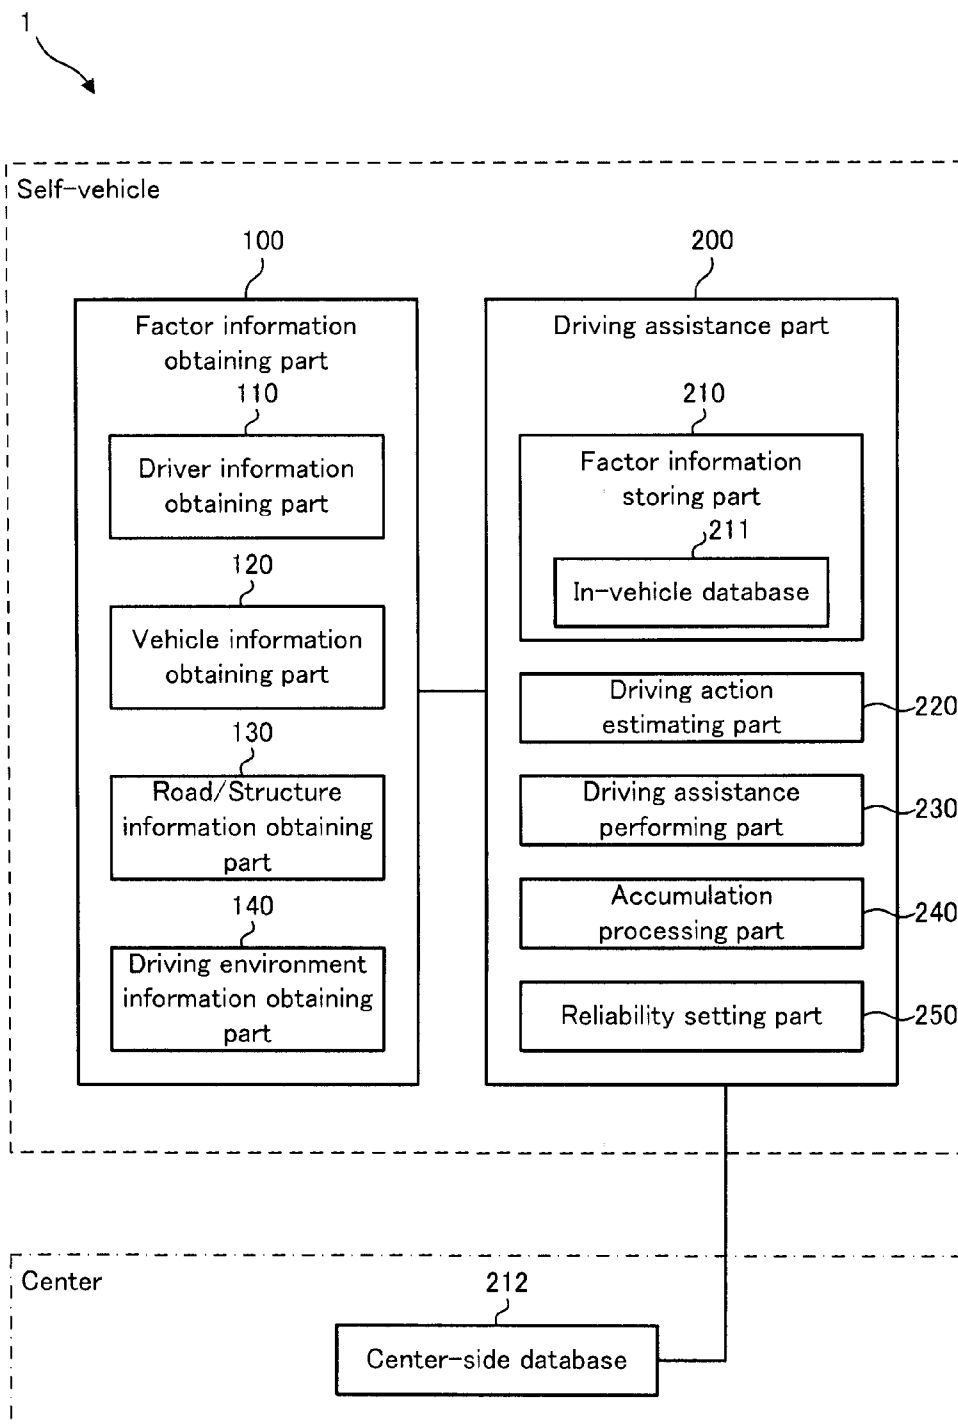 1
Self-vehicle
100
Factor information
obtaining part
110
Driver information
obtaining part
120
Vehicle information
obtaining part
130
Road/Structure
information obtaining
part
140
Driving environment
information obtaining
part
200
Driving assistance part
210
Factor information
storing part
211
In-vehicle database
Driving action
estimating part
220
Driving assistance
performing part
230
Accumulation
processing part
240
Reliability setting part
250
Center
212
Center-side database